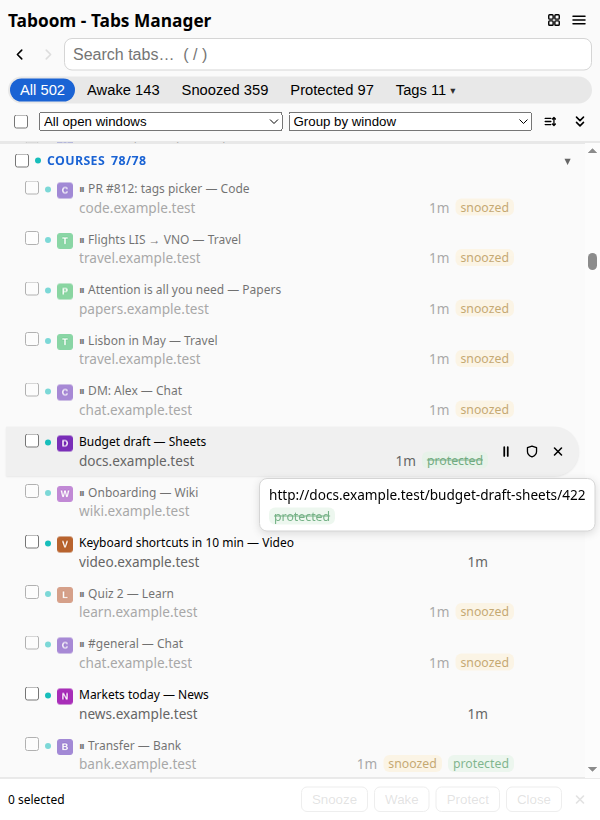 Taboom - Tabs Manager
Search tabs… ( / )
All 502 Awake 143 Snoozed 359 Protected 97 Tags 11 ▾
All open windows Group by window
COURSES 78/78
C PR #812: tags picker — Code
code.example.test 1m snoozed
T Flights LIS → VNO — Travel
travel.example.test 1m snoozed
P Attention is all you need — Papers
papers.example.test 1m snoozed
T Lisbon in May — Travel
travel.example.test 1m snoozed
C DM: Alex — Chat
chat.example.test 1m snoozed
D Budget draft — Sheets
docs.example.test 1m protected
http://docs.example.test/budget-draft-sheets/422
protected
W Onboarding — Wiki
wiki.example.test
V Keyboard shortcuts in 10 min — Video
video.example.test 1m
L Quiz 2 — Learn
learn.example.test 1m snoozed
C #general — Chat
chat.example.test 1m snoozed
N Markets today — News
news.example.test 1m
B Transfer — Bank
bank.example.test 1m snoozed protected
0 selected Snooze Wake Protect Close